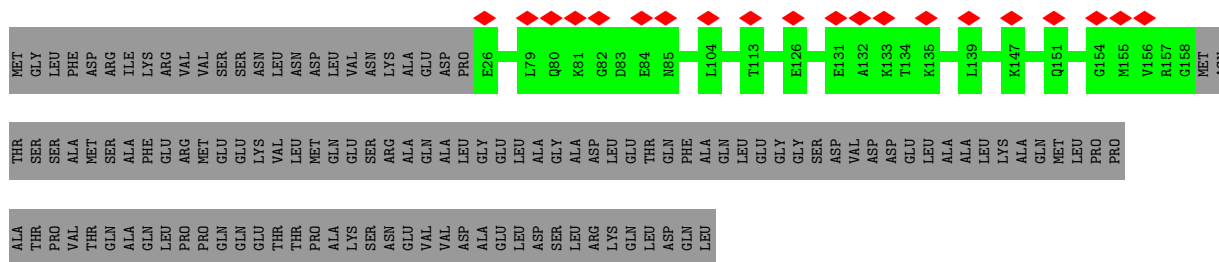 MET GLY LEU PHE ASP ARG ILE LYS ARG VAL VAL SER SER ASN LEU ASN ASP LEU VAL ASN LYS ALA GLU ASP PRO E26 L79 Q80 K81 G82 D83 E84 N85 L104 T113 E126 E131 A132 K133 T134 K135 L139 K147 Q151 G154 M155 V156 R157 G158 MET
THR SER SER ALA MET SER ALA PHE GLU ARG MET GLU GLU LYS VAL LEU MET GLN GLU SER ARG ALA GLN ALA LEU GLY GLU LEU ALA GLY ALA ASP LEU GLU THR GLN PHE ALA GLN LEU GLU GLY GLY SER ASP VAL ASP ASP GLU LEU ALA ALA LEU LYS ALA GLN MET LEU PRO PRO
ALA THR PRO VAL THR GLN ALA GLN LEU PRO PRO GLN GLN GLU THR THR PRO ALA LYS SER ASN GLU VAL VAL ASP ALA GLU LEU ASP SER LEU ARG LYS GLN LEU ASP GLN LEU